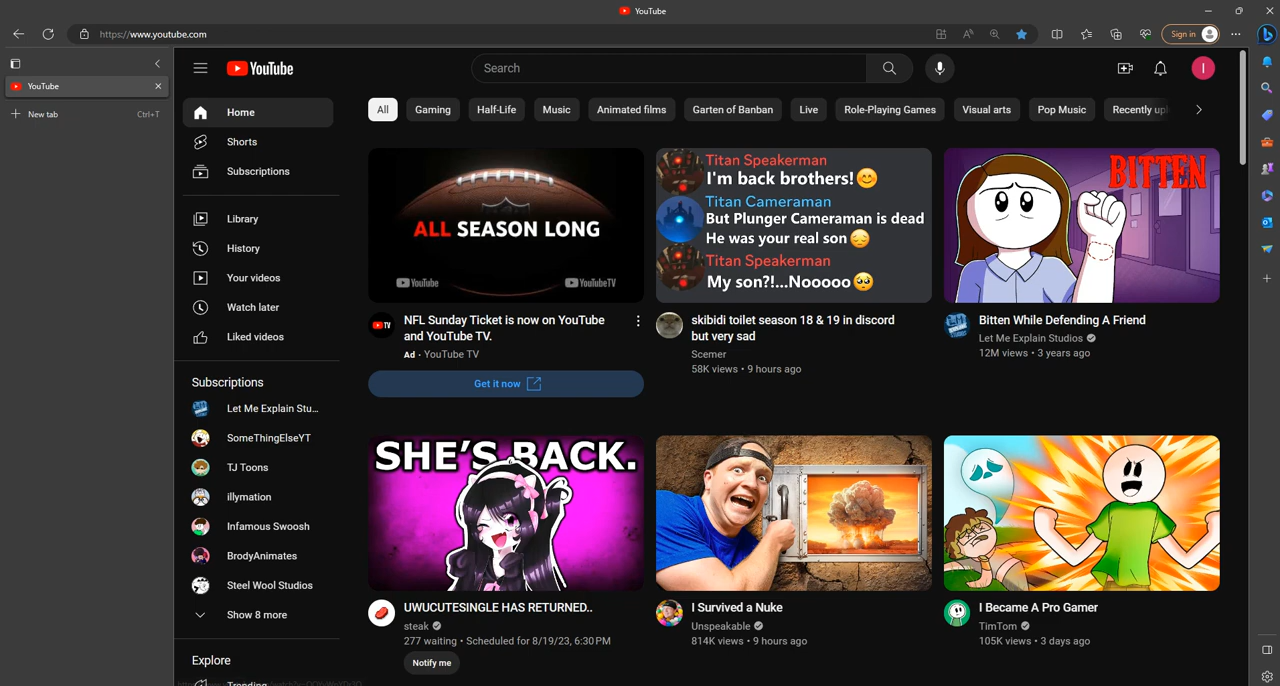 YouTube
https://www.youtube.com
Sign in
YouTube
New tab
Ctrl+T
YouTube
Search
I
Home
Shorts
Subscriptions
Library
History
Your videos
Watch later
Liked videos
Subscriptions
Let Me Explain Stu...
SomeThingElseYT
TJ Toons
illymation
Infamous Swoosh
BrodyAnimates
Steel Wool Studios
Show 8 more
Explore
Trending
All
Gaming
Half-Life
Music
Animated films
Garten of Banban
Live
Role-Playing Games
Visual arts
Pop Music
Recently upl
ALL SEASON LONG
YouTube
YouTubeTV
TV
NFL Sunday Ticket is now on YouTube
and YouTube TV.
Ad · YouTube TV
Get it now
Titan Speakerman
I'm back brothers!😊
Titan Cameraman
But Plunger Cameraman is dead
He was your real son😔
Titan Speakerman
My son?!...Nooooo🥺
skibidi toilet season 18 & 19 in discord
but very sad
Scemer
58K views • 9 hours ago
BITTEN
Bitten While Defending A Friend
Let Me Explain Studios
12M views • 3 years ago
SHE'S BACK.
UWUCUTESINGLE HAS RETURNED..
steak
277 waiting • Scheduled for 8/19/23, 6:30 PM
Notify me
I Survived a Nuke
Unspeakable
814K views • 9 hours ago
I Became A Pro Gamer
TimTom
105K views • 3 days ago